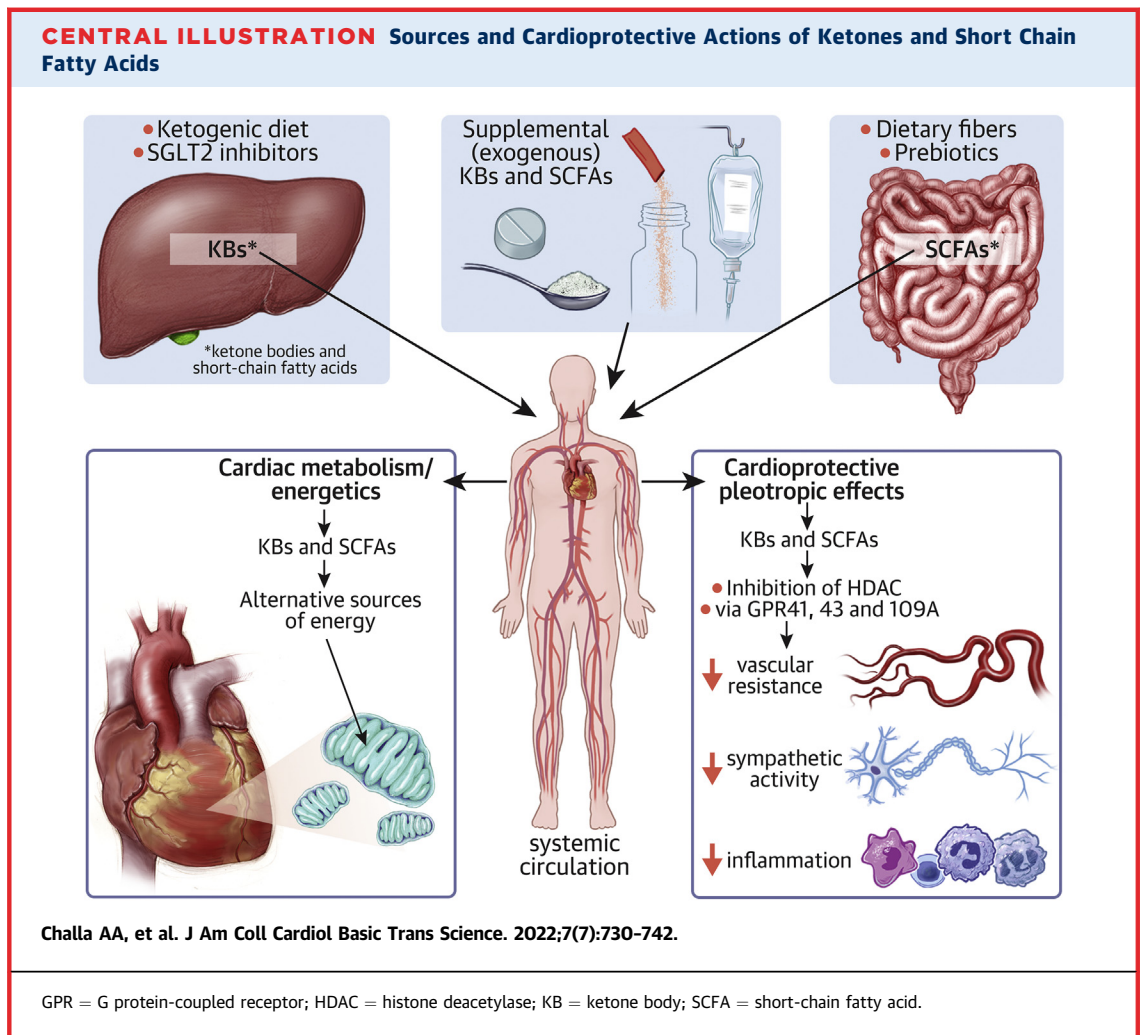 CENTRAL ILLUSTRATION Sources and Cardioprotective Actions of Ketones and Short Chain
Fatty Acids
• Ketogenic diet
• SGLT2 inhibitors
KBs*
*ketone bodies and
short-chain fatty acids
Supplemental
(exogenous)
KBs and SCFAs
• Dietary fibers
• Prebiotics
SCFAs*
Cardiac metabolism/
energetics
KBs and SCFAs
Alternative sources
of energy
systemic
circulation
Cardioprotective
pleotropic effects
KBs and SCFAs
• Inhibition of HDAC
• via GPR41, 43 and 109A
vascular
resistance
sympathetic
activity
inflammation
Challa AA, et al. J Am Coll Cardiol Basic Trans Science. 2022;7(7):730–742.
GPR = G protein-coupled receptor; HDAC = histone deacetylase; KB = ketone body; SCFA = short-chain fatty acid.